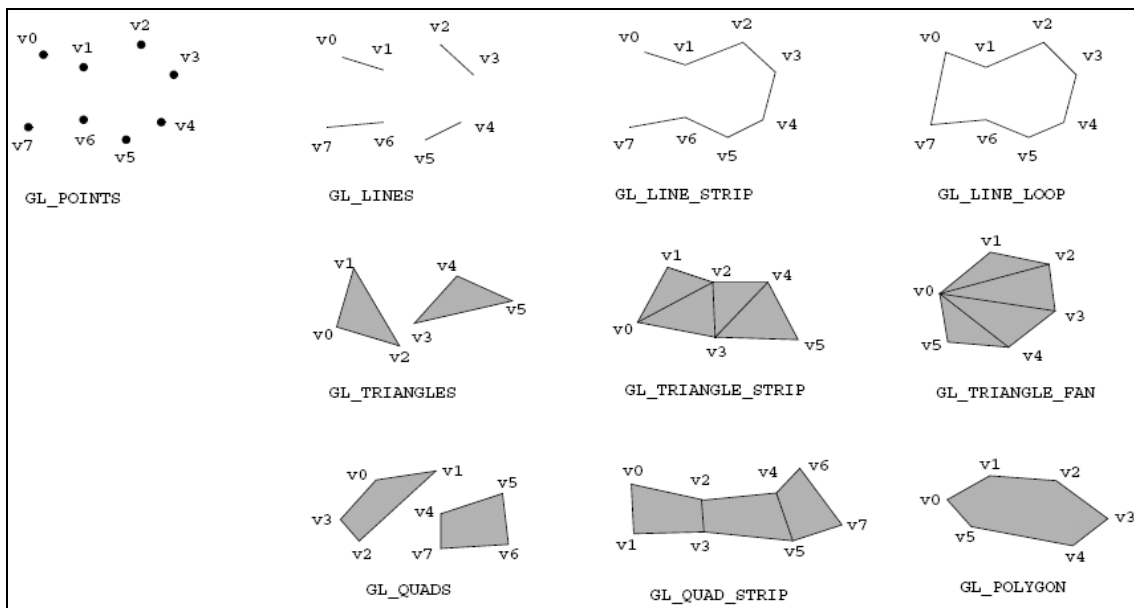 v0
v1
v2
v3
v4
v5
v6
v7
GL_POINTS
v0
v1
v2
v3
v4
v5
v6
v7
GL_LINES
v0
v1
v2
v3
v4
v5
v6
v7
GL_LINE_STRIP
v0
v1
v2
v3
v4
v5
v6
v7
GL_LINE_LOOP
v0
v1
v2
v3
v4
v5
GL_TRIANGLES
v0
v1
v2
v3
v4
v5
GL_TRIANGLE_STRIP
v0
v1
v2
v3
v4
v5
GL_TRIANGLE_FAN
v0
v1
v2
v3
v4
v5
v6
v7
GL_QUADS
v0
v1
v2
v3
v4
v5
v6
v7
GL_QUAD_STRIP
v0
v1
v2
v3
v4
v5
GL_POLYGON